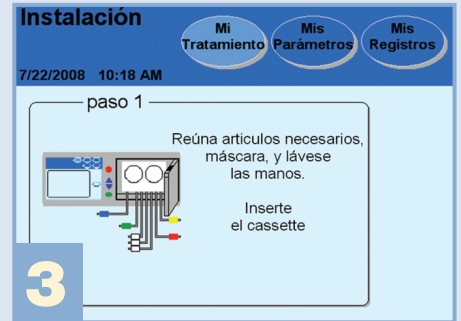 Instalación
Mi
Tratamiento
Mis
Parámetros
Mis
Registros
7/22/2008 10:18 AM
paso 1
Reúna articulos necesarios,
máscara, y lávese
las manos.
Inserte
el cassette
3